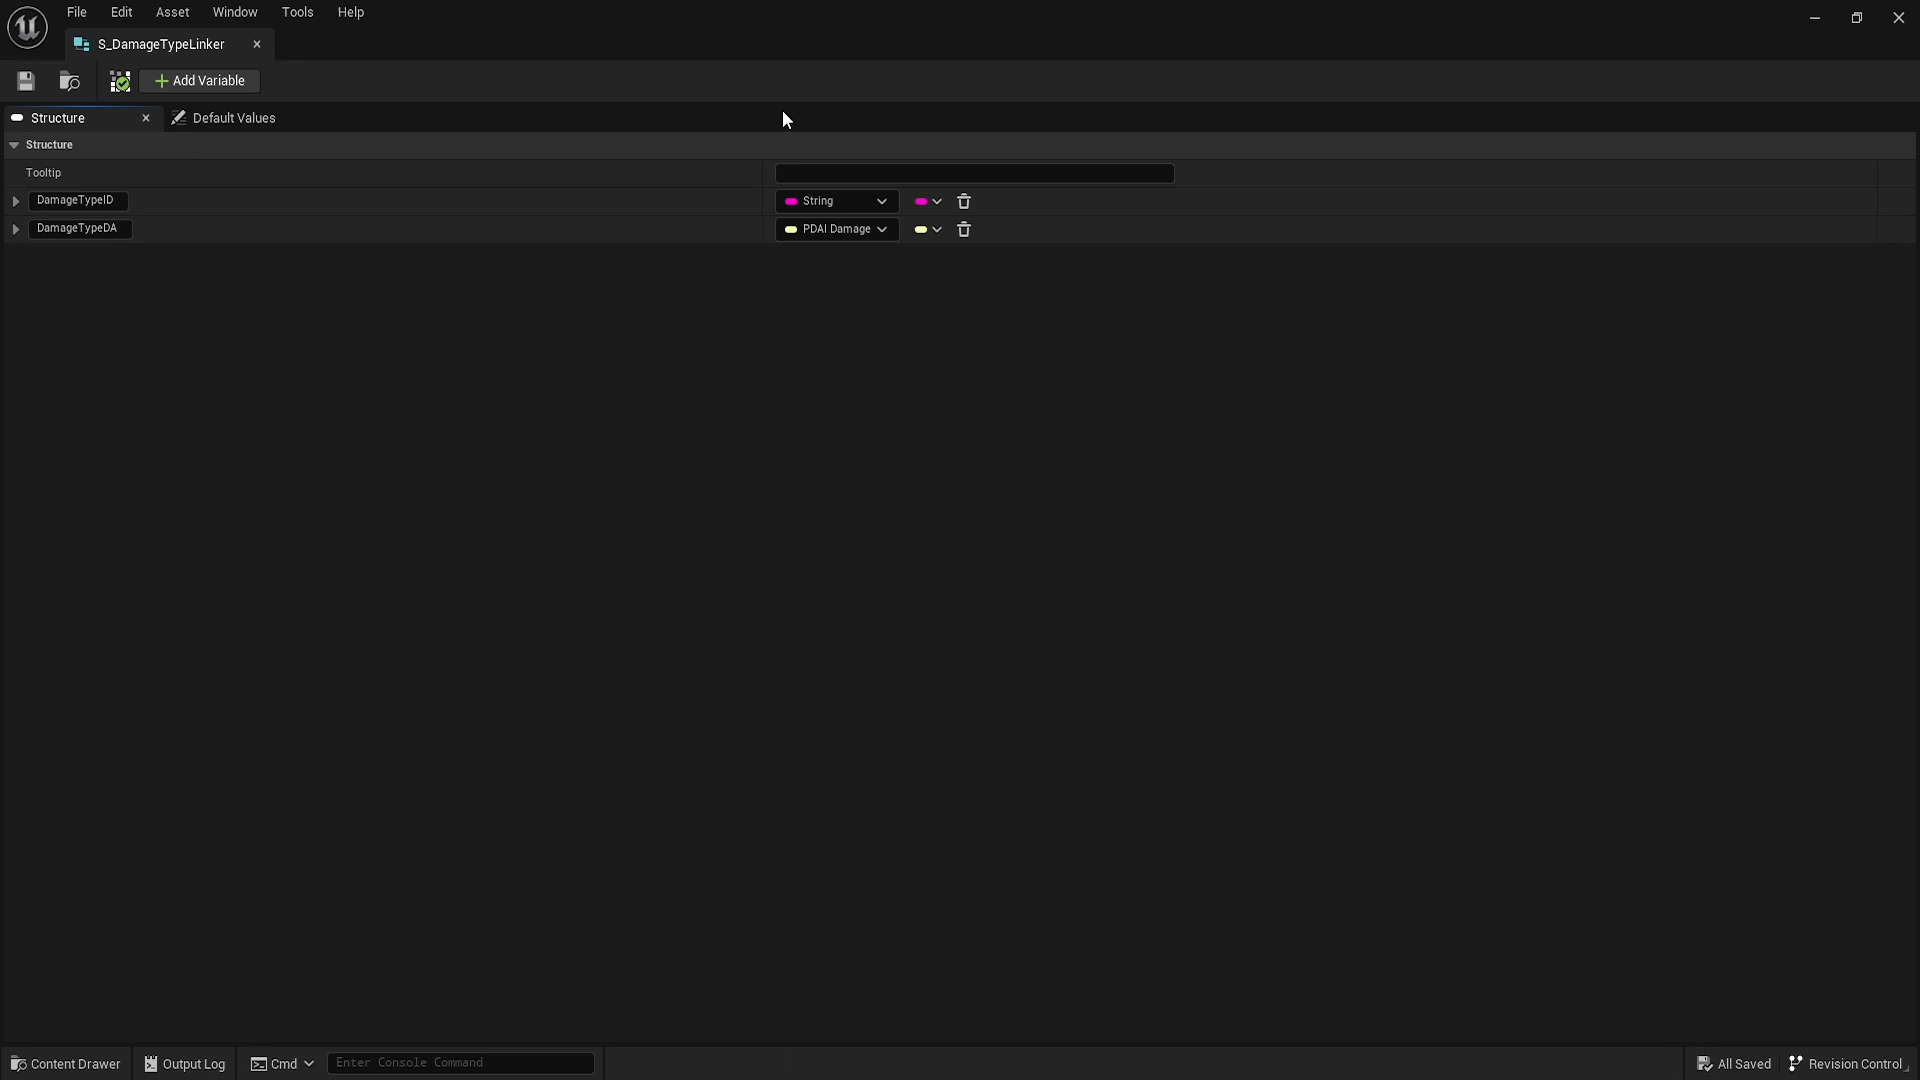 File Edit Asset Window Tools Help
S_DamageTypeLinker
Add Variable
Structure Default Values
Structure
Tooltip
DamageTypeID String
DamageTypeDA PDAI Damage
Content Drawer Output Log Cmd Enter Console Command All Saved Revision Control